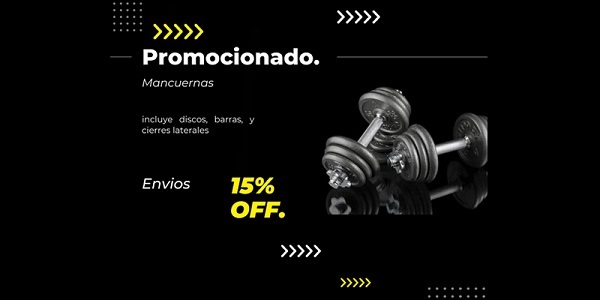 Promocionado.
Mancuernas
incluye discos, barras, y
cierres laterales
Envios
15%
OFF.